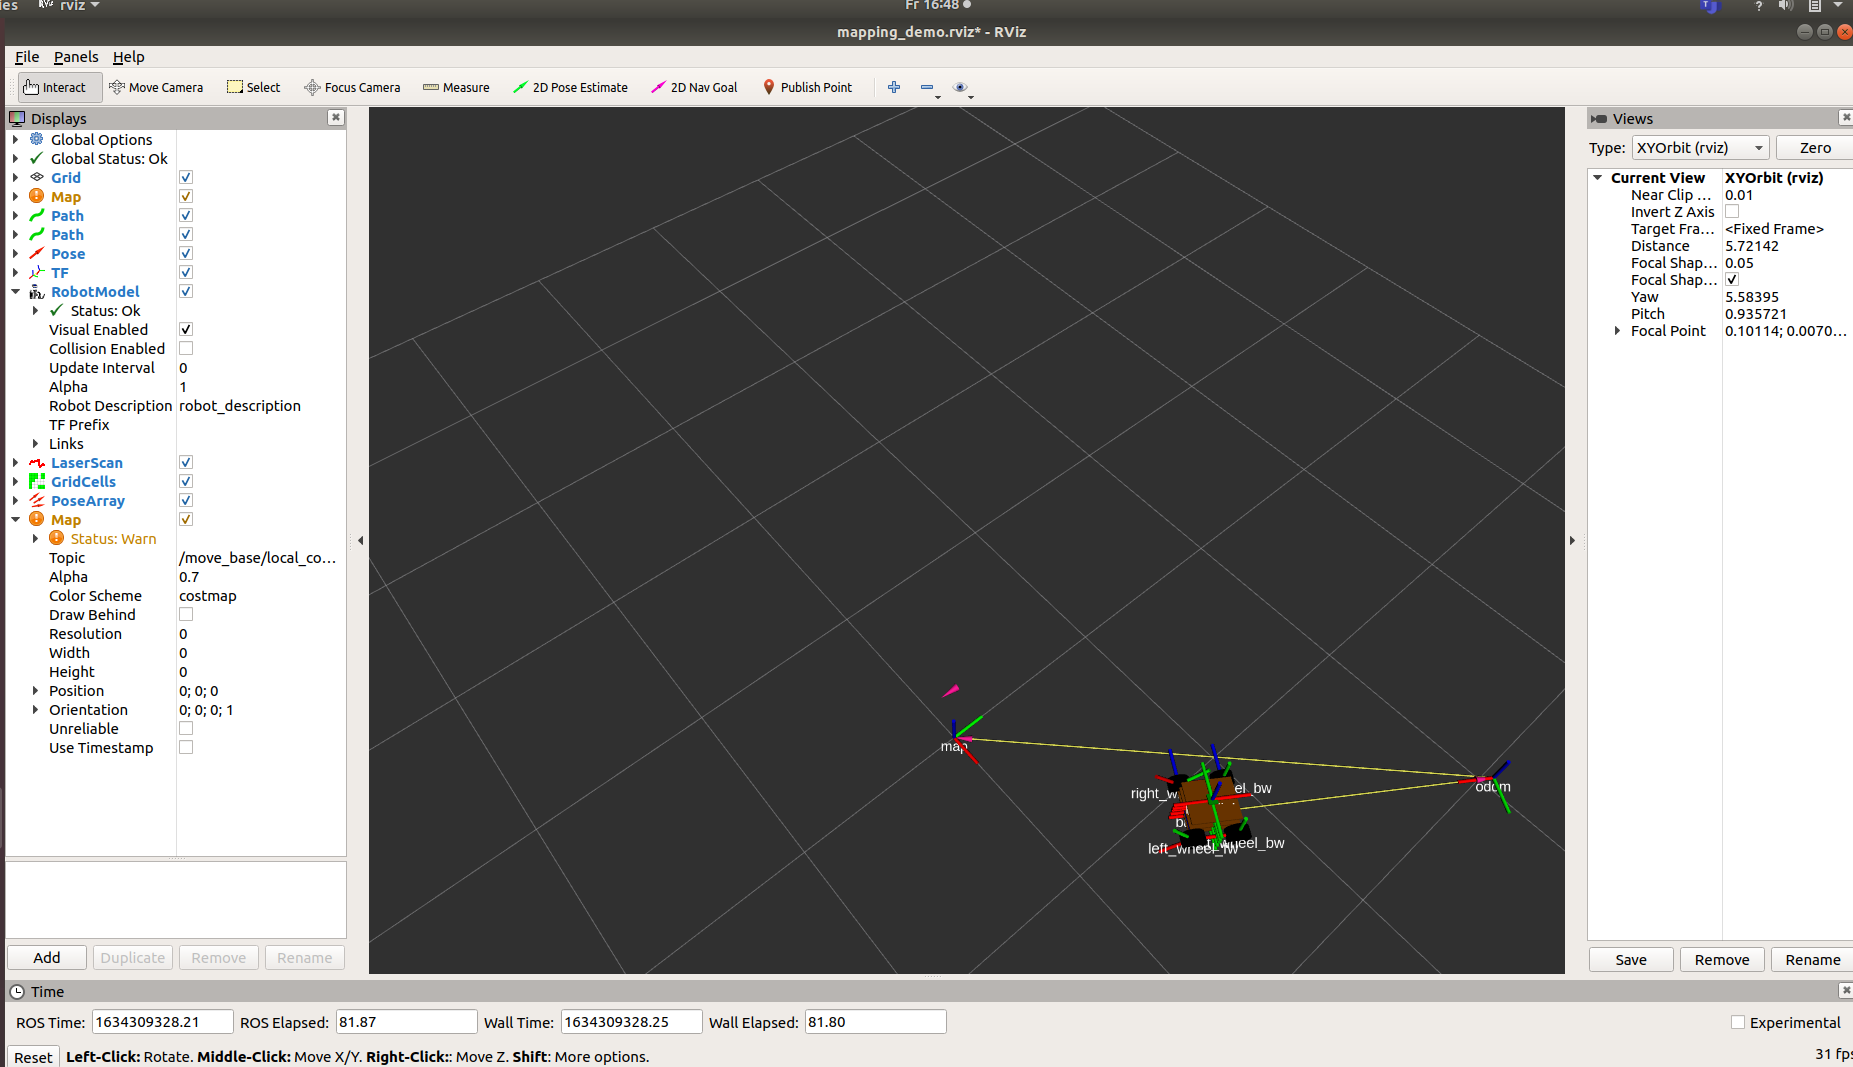 ies rviz Fr 16:48
mapping_demo.rviz* - RViz
File Panels Help
Interact Move Camera Select Focus Camera Measure 2D Pose Estimate 2D Nav Goal Publish Point
Displays
Global Options
Global Status: Ok
Grid
Map
Path
Path
Pose
TF
RobotModel
Status: Ok
Visual Enabled
Collision Enabled
Update Interval 0
Alpha 1
Robot Description robot_description
TF Prefix
Links
LaserScan
GridCells
PoseArray
Map
Status: Warn
Topic /move_base/local_co...
Alpha 0.7
Color Scheme costmap
Draw Behind
Resolution 0
Width 0
Height 0
Position 0; 0; 0
Orientation 0; 0; 0; 1
Unreliable
Use Timestamp
Add Duplicate Remove Rename
map
right_w el_bw
odom
left_wheel_fw wheel_bw
Views
Type: XYOrbit (rviz) Zero
Current View XYOrbit (rviz)
Near Clip ... 0.01
Invert Z Axis
Target Fra... <Fixed Frame>
Distance 5.72142
Focal Shap... 0.05
Focal Shap...
Yaw 5.58395
Pitch 0.935721
Focal Point 0.10114; 0.0070...
Save Remove Rename
Time
ROS Time: 1634309328.21 ROS Elapsed: 81.87 Wall Time: 1634309328.25 Wall Elapsed: 81.80 Experimental
Reset Left-Click: Rotate. Middle-Click: Move X/Y. Right-Click:: Move Z. Shift: More options. 31 fps